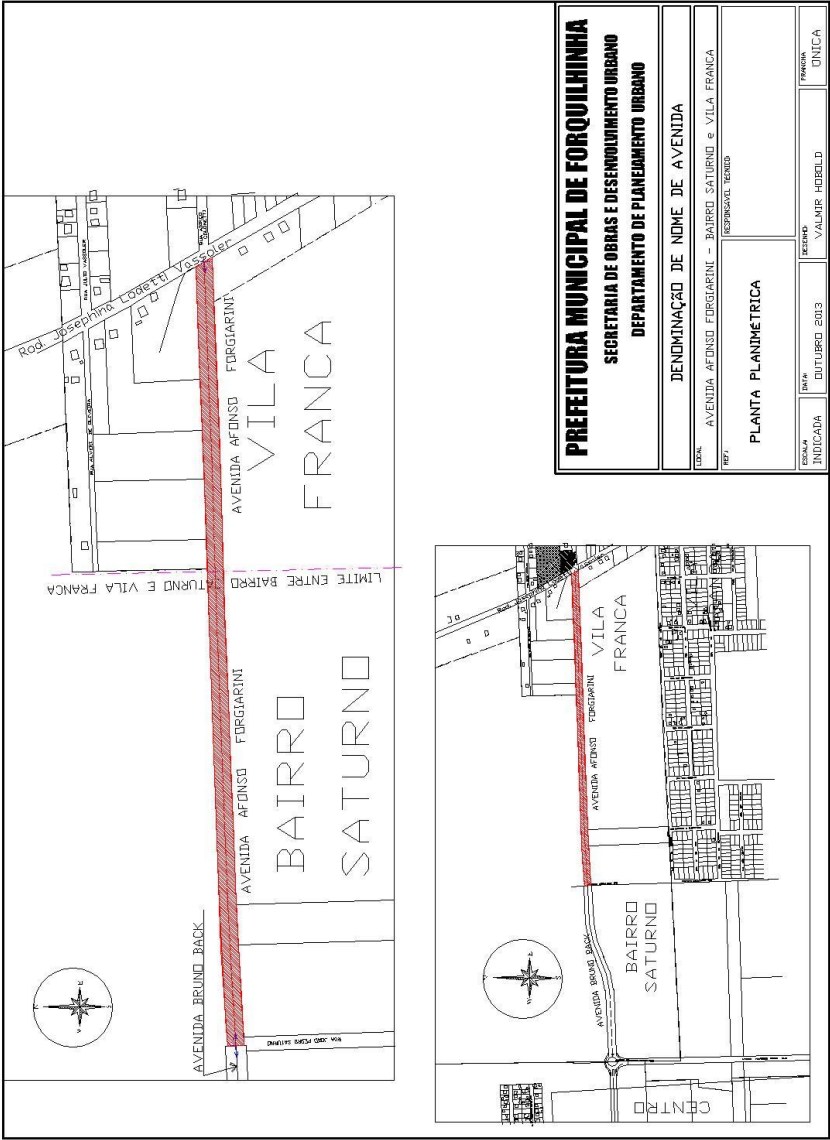 PREFEITURA MUNICIPAL DE FORQUILHINHA
SECRETARIA DE OBRAS E DESENVOLVIMENTO URBANO
DEPARTAMENTO DE PLANEJAMENTO URBANO
DENOMINAÇÃO DE NOME DE AVENIDA
LOCAL:
AVENIDA AFONSO FORGIARINI - BAIRRO SATURNO e VILA FRANCA
REF.:
PLANTA PLANIMÉTRICA
RESPONSÁVEL TÉCNICO:
ESCALA:
INDICADA
DATA:
OUTUBRO 2013
DESENHO:
VALMIR HOBOLD
PRANCHA
ÚNICA
AVENIDA BRUNO BACK
RUA JOÃO PEDRO SATURNO
AVENIDA AFONSO FORGIARINI
BAIRRO
SATURNO
LIMITE ENTRE BAIRRO SATURNO E VILA FRANCA
AVENIDA AFONSO FORGIARINI
VILA
FRANCA
Rod. Josephina Lodetti Vassoler
RUA JULIO VASSOLER
CENTRO
AVENIDA BRUNO BACK
BAIRRO
SATURNO
AVENIDA AFONSO FORGIARINI
VILA
FRANCA